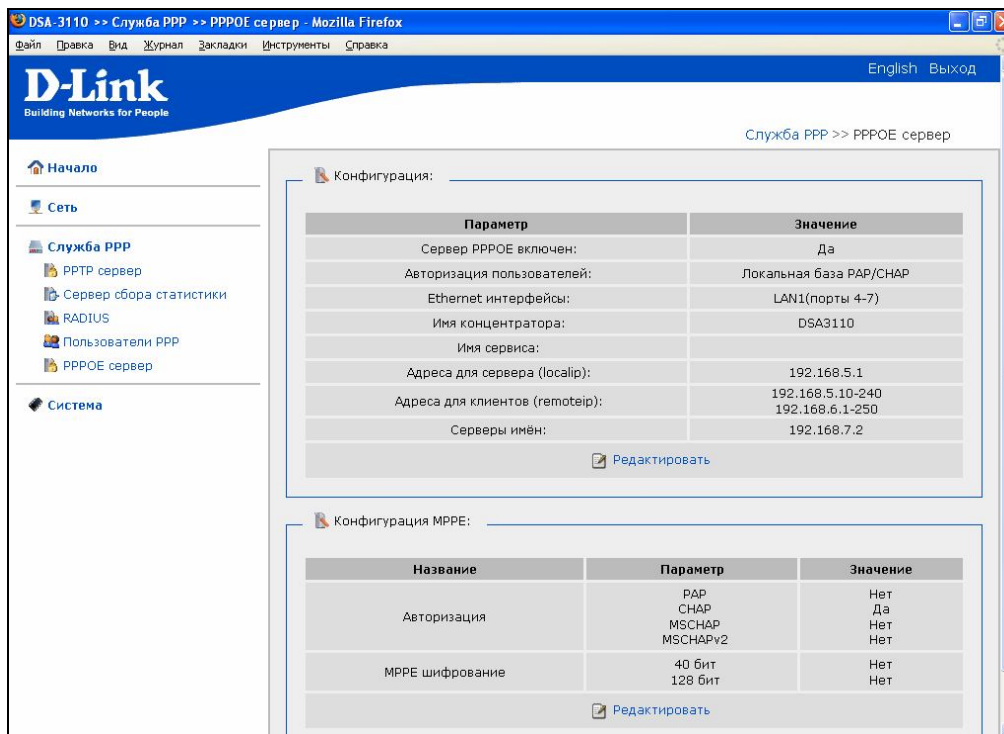 DSA-3110 >> Служба PPP >> PPPOE сервер - Mozilla Firefox
Файл Правка Вид Журнал Закладки Инструменты Справка
English Выход
D-Link
Building Networks for People
Служба PPP >> PPPOE сервер
Начало
Сеть
Служба PPP
PPTP сервер
Сервер сбора статистики
RADIUS
Пользователи PPP
PPPOE сервер
Система
Конфигурация:
Параметр Значение
Сервер PPPOE включен: Да
Авторизация пользователей: Локальная база PAP/CHAP
Ethernet интерфейсы: LAN1(порты 4-7)
Имя концентратора: DSA3110
Имя сервиса:
Адреса для сервера (localip): 192.168.5.1
Адреса для клиентов (remoteip): 192.168.5.10-240
192.168.6.1-250
Серверы имён: 192.168.7.2
Редактировать
Конфигурация MPPE:
Название Параметр Значение
Авторизация PAP Нет
CHAP Да
MSCHAP Нет
MSCHAPv2 Нет
MPPE шифрование 40 бит Нет
128 бит Нет
Редактировать